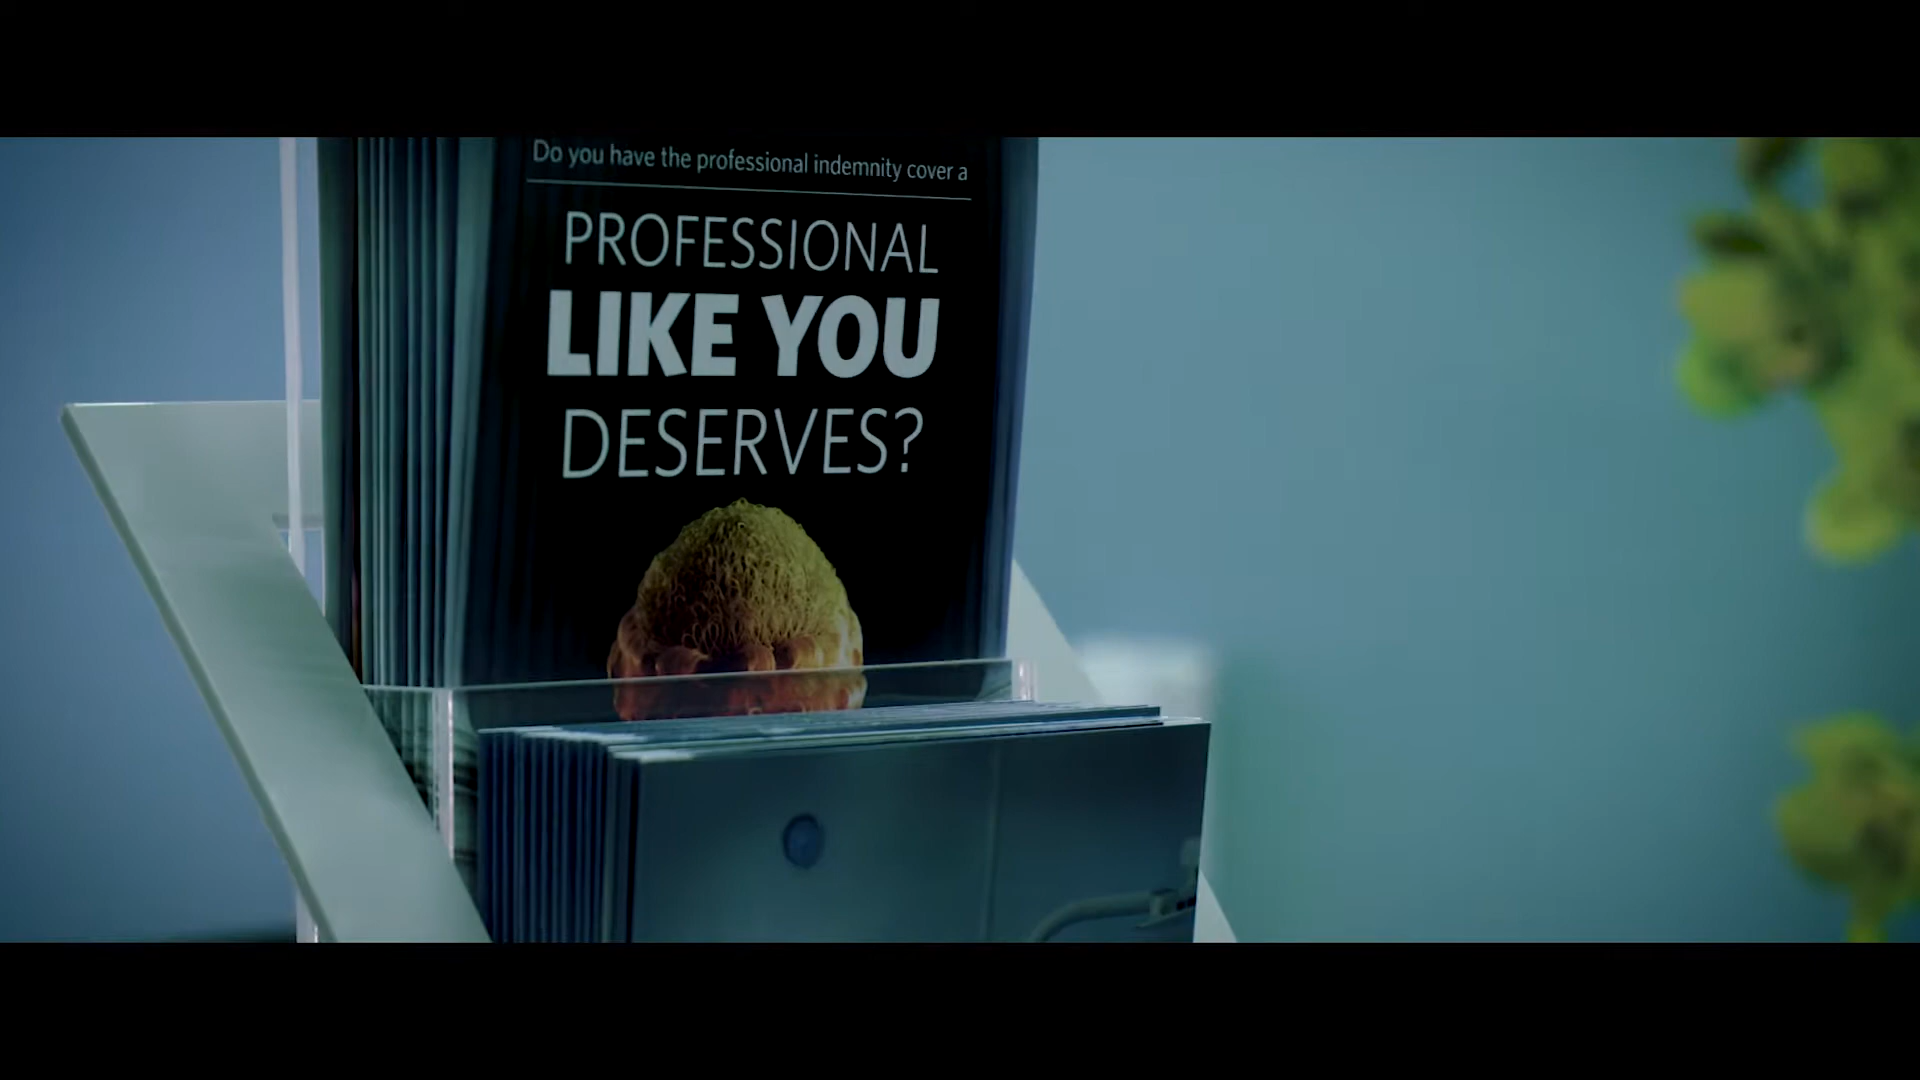 Do you have the professional indemnity cover a
PROFESSIONAL
LIKE YOU
DESERVES?